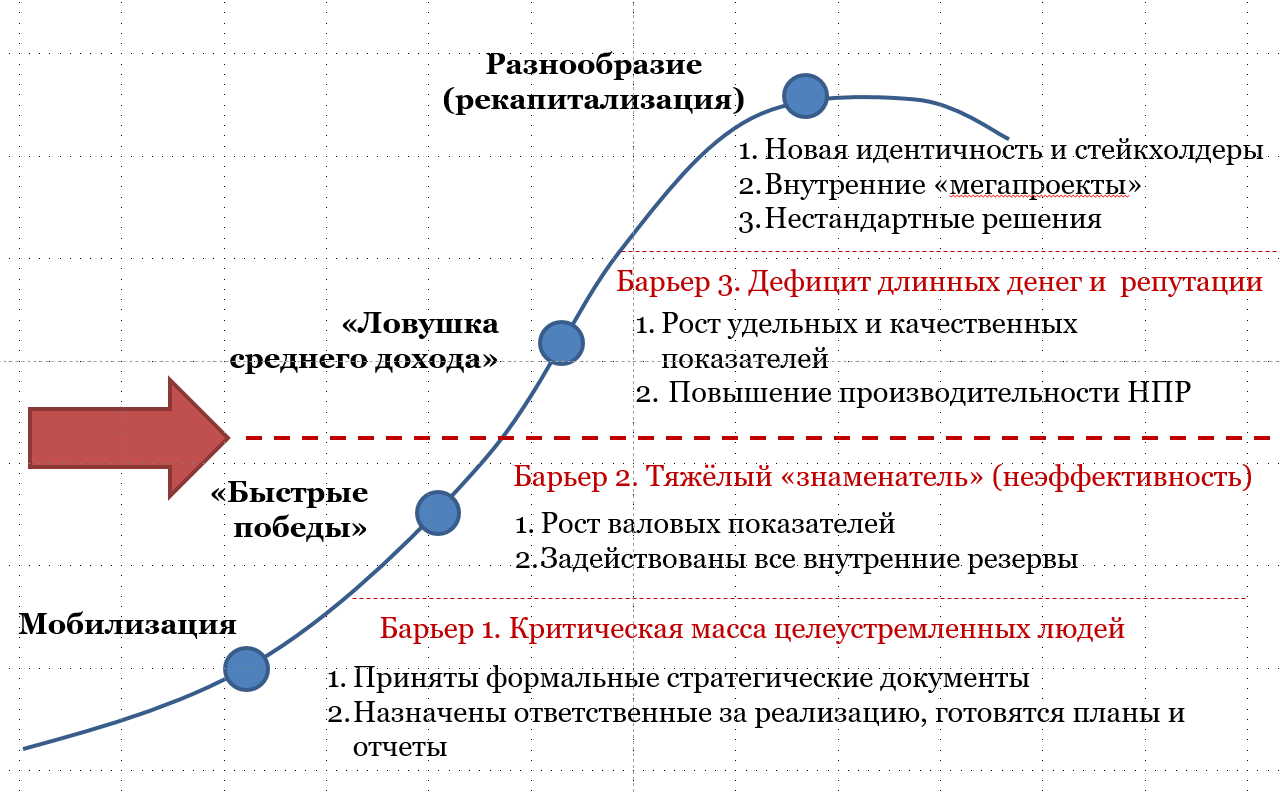 Разнообразие
(рекапитализация)
1. Новая идентичность и стейкхолдеры
2. Внутренние «мегапроекты»
3. Нестандартные решения
Барьер 3. Дефицит длинных денег и репутации
«Ловушка
среднего дохода»
1. Рост удельных и качественных
показателей
2. Повышение производительности НПР
Барьер 2. Тяжёлый «знаменатель» (неэффективность)
«Быстрые
победы»
1. Рост валовых показателей
2. Задействованы все внутренние резервы
Мобилизация
Барьер 1. Критическая масса целеустремленных людей
1. Приняты формальные стратегические документы
2. Назначены ответственные за реализацию, готовятся планы и
отчеты